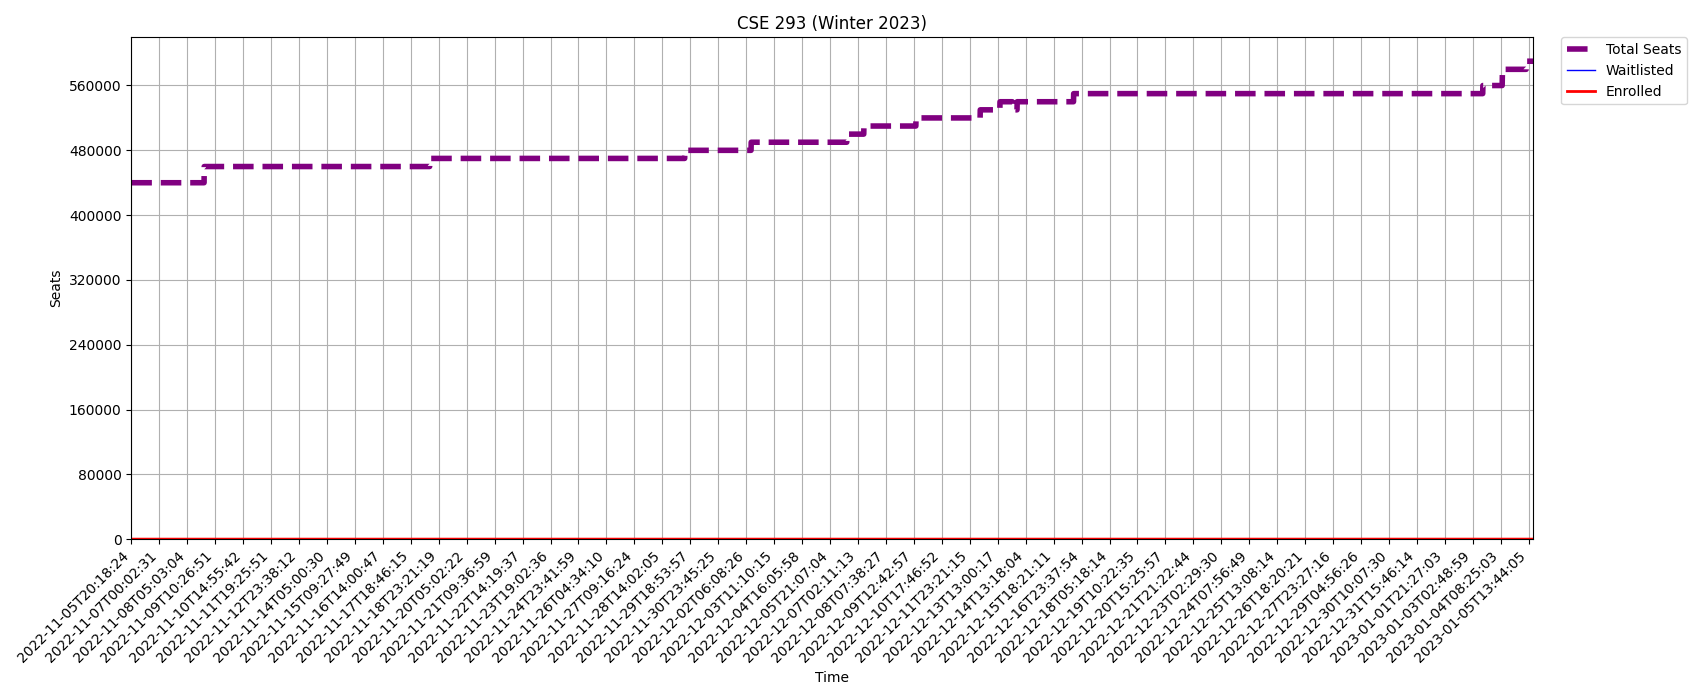 CSE 293 (Winter 2023)
Total Seats
Waitlisted
Enrolled
Seats
560000
480000
400000
320000
240000
160000
80000
0
2022-11-05T20:18:24
2022-11-07T00:02:31
2022-11-08T05:03:04
2022-11-09T10:26:51
2022-11-10T14:55:42
2022-11-11T19:25:51
2022-11-12T23:38:12
2022-11-14T05:00:30
2022-11-15T09:27:49
2022-11-16T14:00:47
2022-11-17T18:46:15
2022-11-18T23:21:19
2022-11-20T05:02:22
2022-11-21T09:36:59
2022-11-22T14:19:37
2022-11-23T19:02:36
2022-11-24T23:41:59
2022-11-26T04:34:10
2022-11-27T09:16:24
2022-11-28T14:02:05
2022-11-29T18:53:57
2022-11-30T23:45:25
2022-12-02T06:08:26
2022-12-03T11:10:15
2022-12-04T16:05:58
2022-12-05T21:07:04
2022-12-07T02:11:13
2022-12-08T07:38:27
2022-12-09T12:42:57
2022-12-10T17:46:52
2022-12-11T23:21:15
2022-12-13T13:00:17
2022-12-14T13:18:04
2022-12-15T18:21:11
2022-12-16T23:37:54
2022-12-18T05:18:14
2022-12-19T10:22:35
2022-12-20T15:25:57
2022-12-21T21:22:44
2022-12-23T02:29:30
2022-12-24T07:56:49
2022-12-25T13:08:14
2022-12-26T18:20:21
2022-12-27T23:27:16
2022-12-29T04:56:26
2022-12-30T10:07:30
2022-12-31T15:46:14
2023-01-01T21:27:03
2023-01-03T02:48:59
2023-01-04T08:25:03
2023-01-05T13:44:05
Time